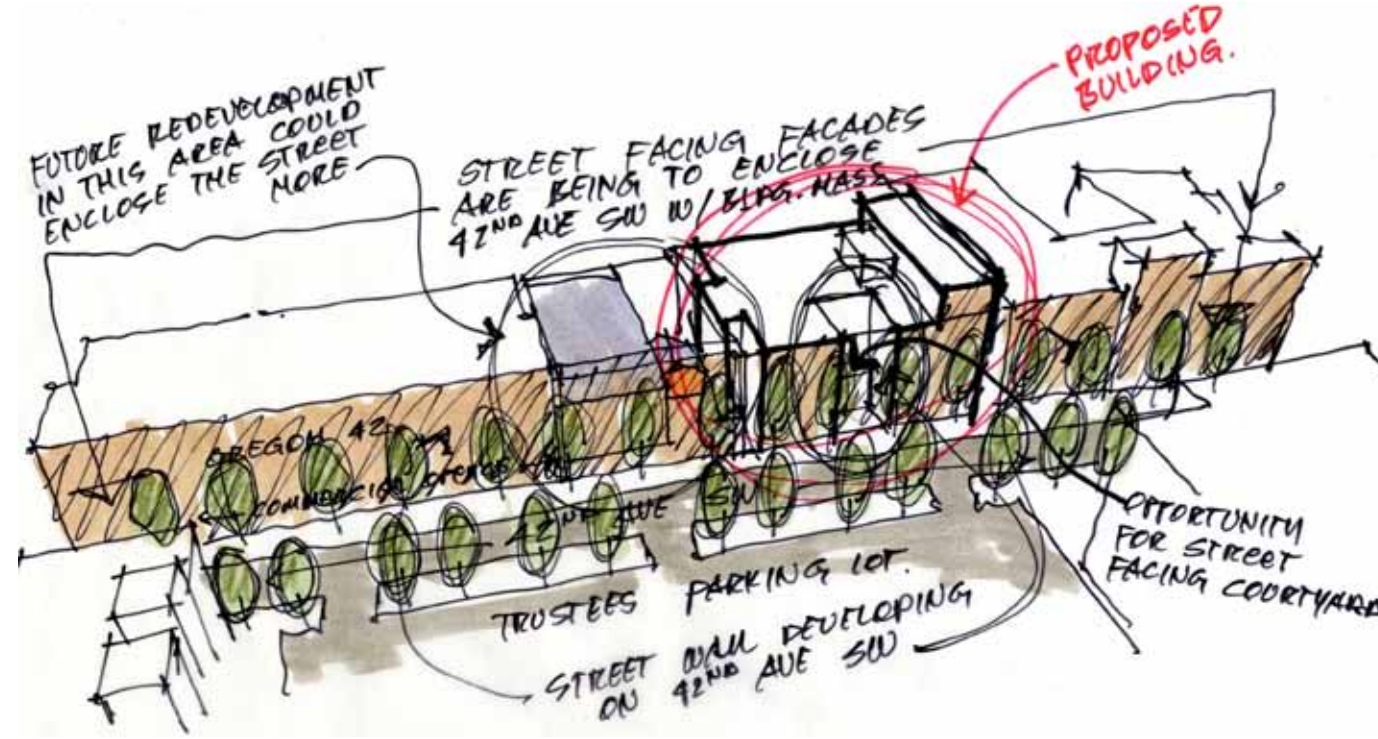 PROPOSED
BUILDING.
FUTURE REDEVELOPMENT
IN THIS AREA COULD
ENCLOSE THE STREET
MORE
STREET FACING FACADES
ARE BEING TO ENCLOSE
42ND AVE SW W/ BLDG. MASS
OREGON 42
COMMERCIAL
42ND AVE SW
TRUSTEES PARKING LOT.
STREET WALL DEVELOPING
ON 42ND AVE SW
OPPORTUNITY
FOR STREET
FACING COURTYARD